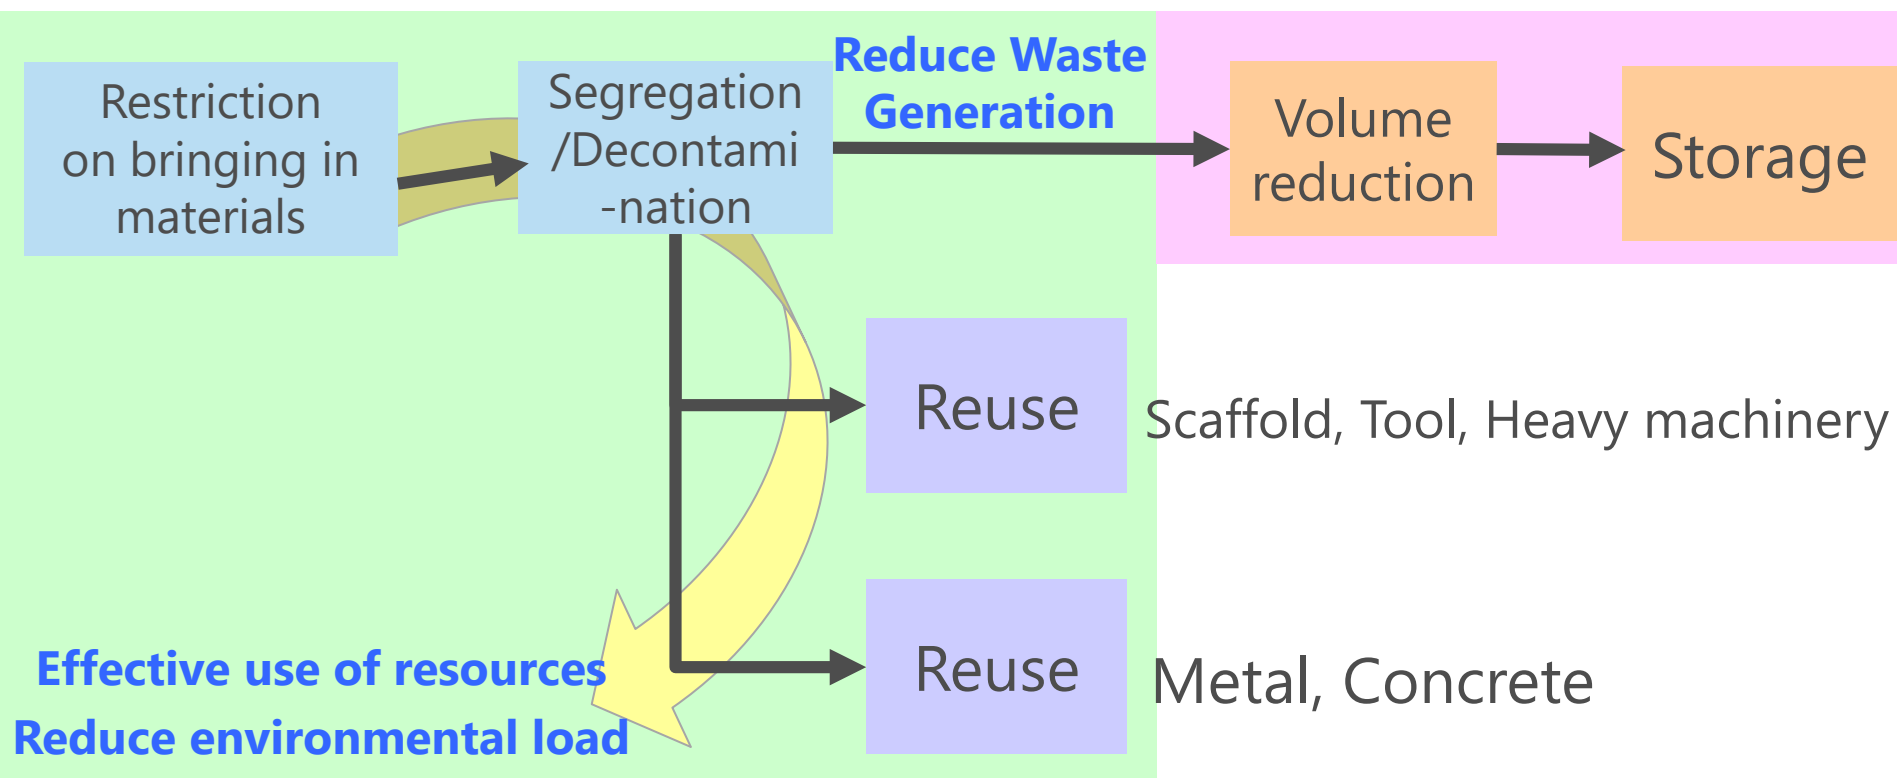 Restriction
on bringing in
materials
Segregation
/Decontami
-nation
Reduce Waste
Generation
Volume
reduction
Storage
Reuse
Scaffold, Tool, Heavy machinery
Reuse
Metal, Concrete
Effective use of resources
Reduce environmental load